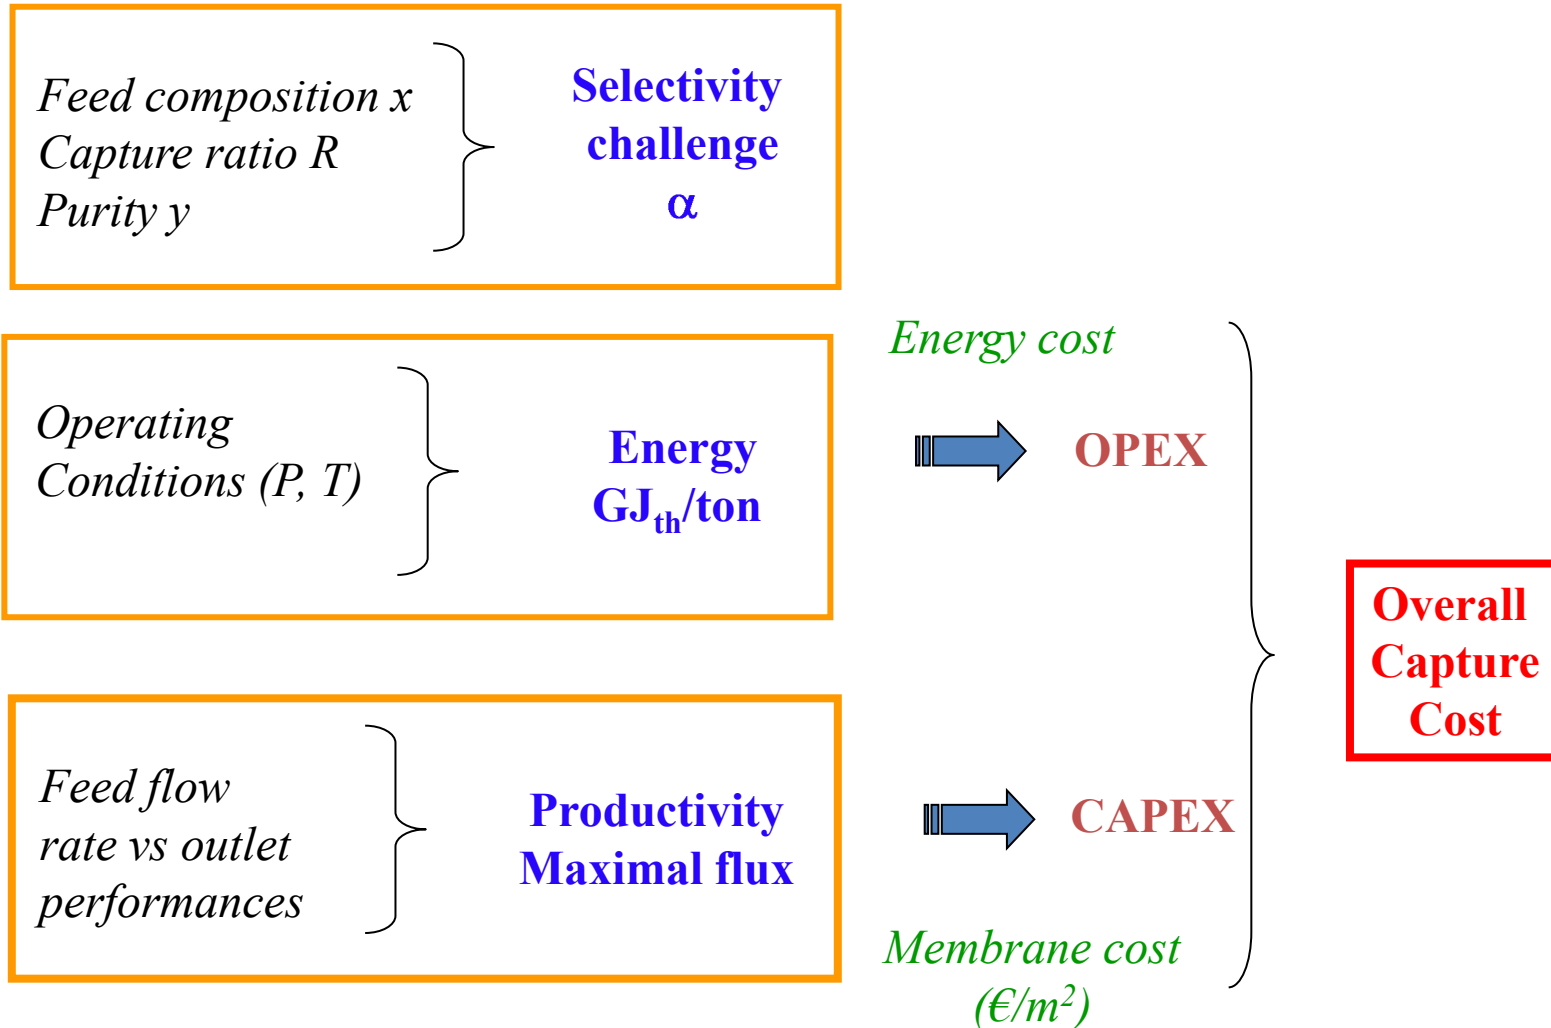 Feed composition x
Capture ratio R
Purity y
Selectivity
challenge
α
Energy cost
Operating
Conditions (P, T)
Energy
GJth/ton
OPEX
Overall
Capture
Cost
Feed flow
rate vs outlet
performances
Productivity
Maximal flux
CAPEX
Membrane cost
(€/m²)